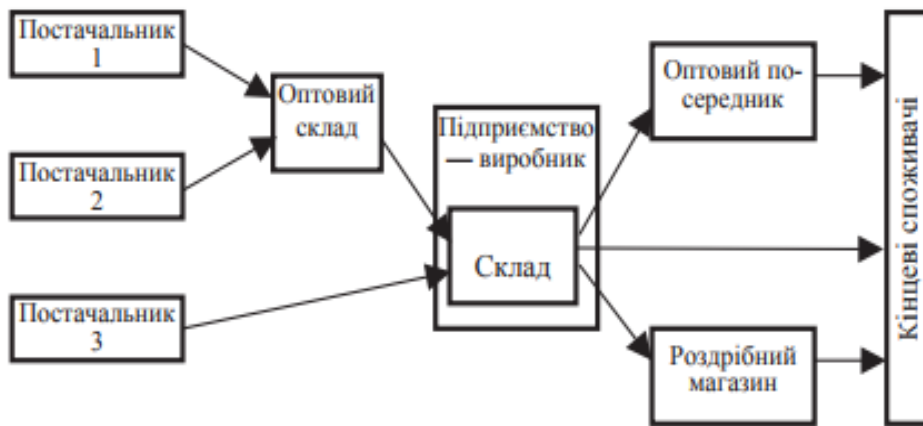 Постачальник
1
Постачальник
2
Постачальник
3
Оптовий
склад
Підприємство
— виробник
Склад
Оптовий по-
середник
Роздрібний
магазин
Кінцеві споживачі